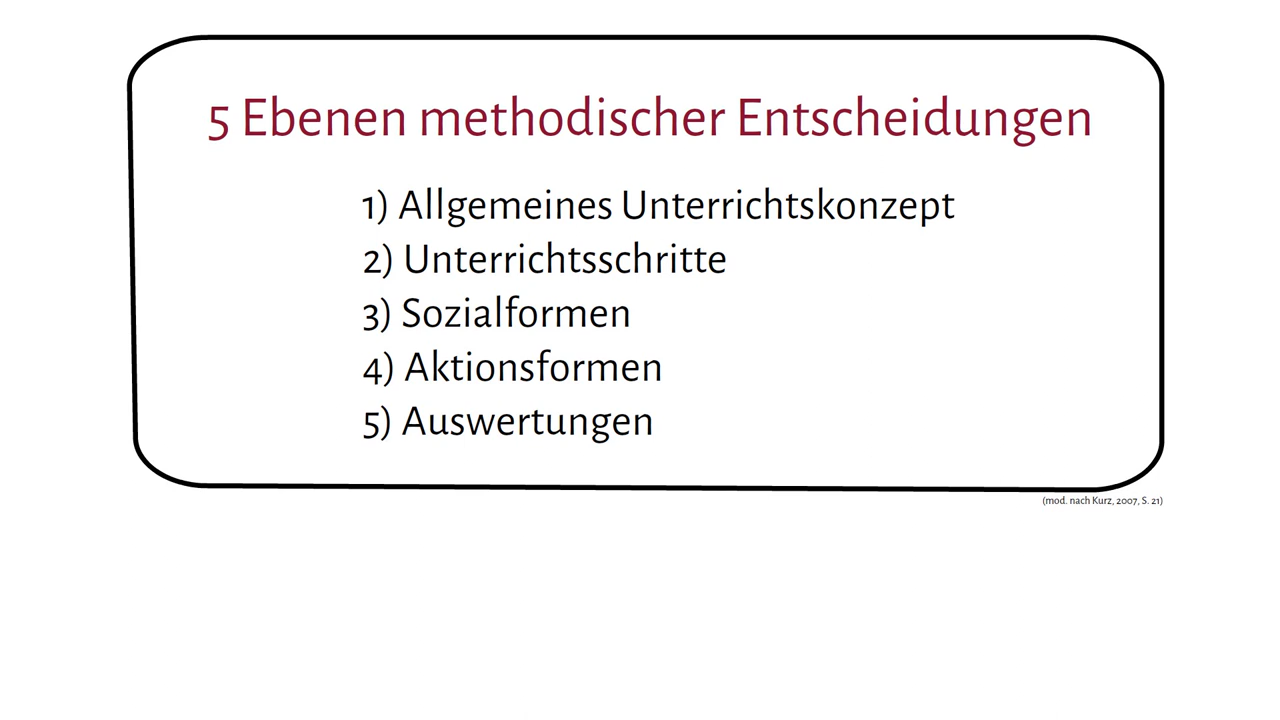 5 Ebenen methodischer Entscheidungen
1) Allgemeines Unterrichtskonzept
2) Unterrichtsschritte
3) Sozialformen
4) Aktionsformen
5) Auswertungen
(mod. nach Kurz, 2007, S. 21)